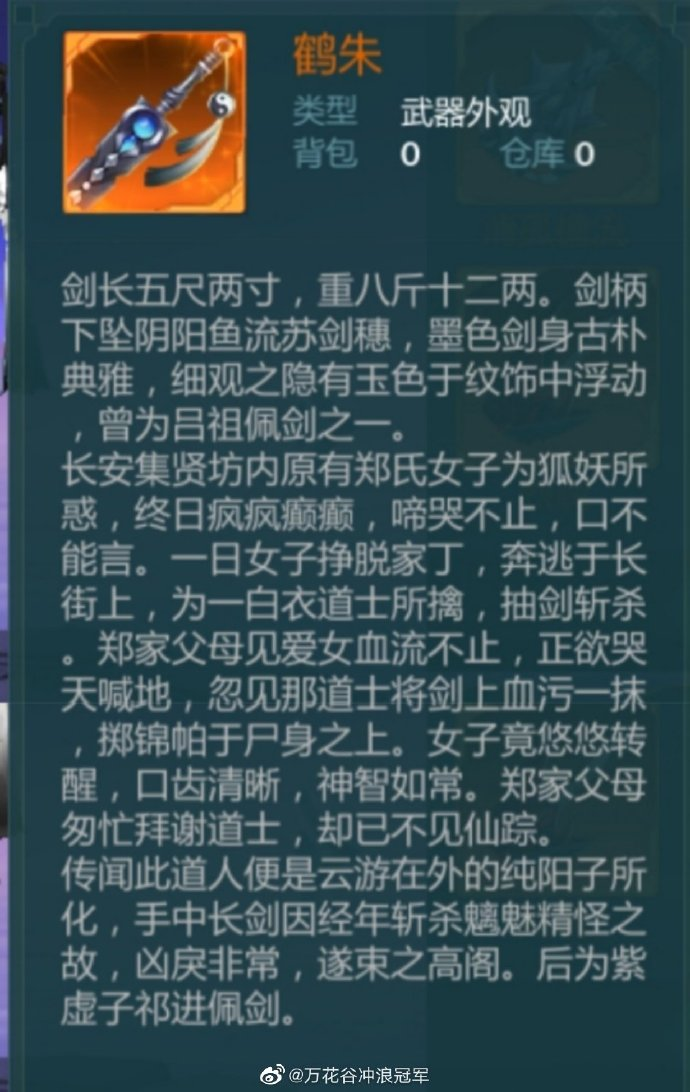 鹤朱
类型 武器外观
背包 0 仓库 0
剑长五尺两寸，重八斤十二两。剑柄
下坠阴阳鱼流苏剑穗，墨色剑身古朴
典雅，细观之隐有玉色于纹饰中浮动
，曾为吕祖佩剑之一。
长安集贤坊内原有郑氏女子为狐妖所
惑，终日疯疯癫癫，啼哭不止，口不
能言。一日女子挣脱家丁，奔逃于长
街上，为一白衣道士所擒，抽剑斩杀
。郑家父母见爱女血流不止，正欲哭
天喊地，忽见那道士将剑上血污一抹
，掷锦帕于尸身之上。女子竟悠悠转
醒，口齿清晰，神智如常。郑家父母
匆忙拜谢道士，却已不见仙踪。
传闻此道人便是云游在外的纯阳子所
化，手中长剑因经年斩杀魑魅精怪之
故，凶戾非常，遂束之高阁。后为紫
虚子祁进佩剑。
@万花谷冲浪冠军